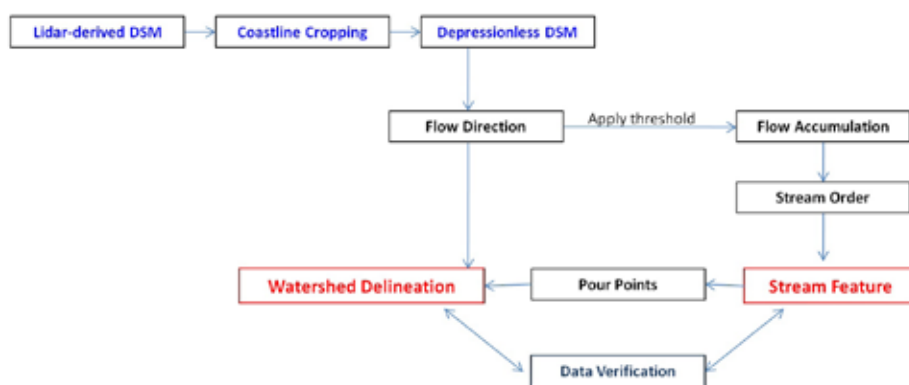 Lidar-derived DSM
Coastline Cropping
Depressionless DSM
Flow Direction
Apply threshold
Flow Accumulation
Stream Order
Watershed Delineation
Pour Points
Stream Feature
Data Verification